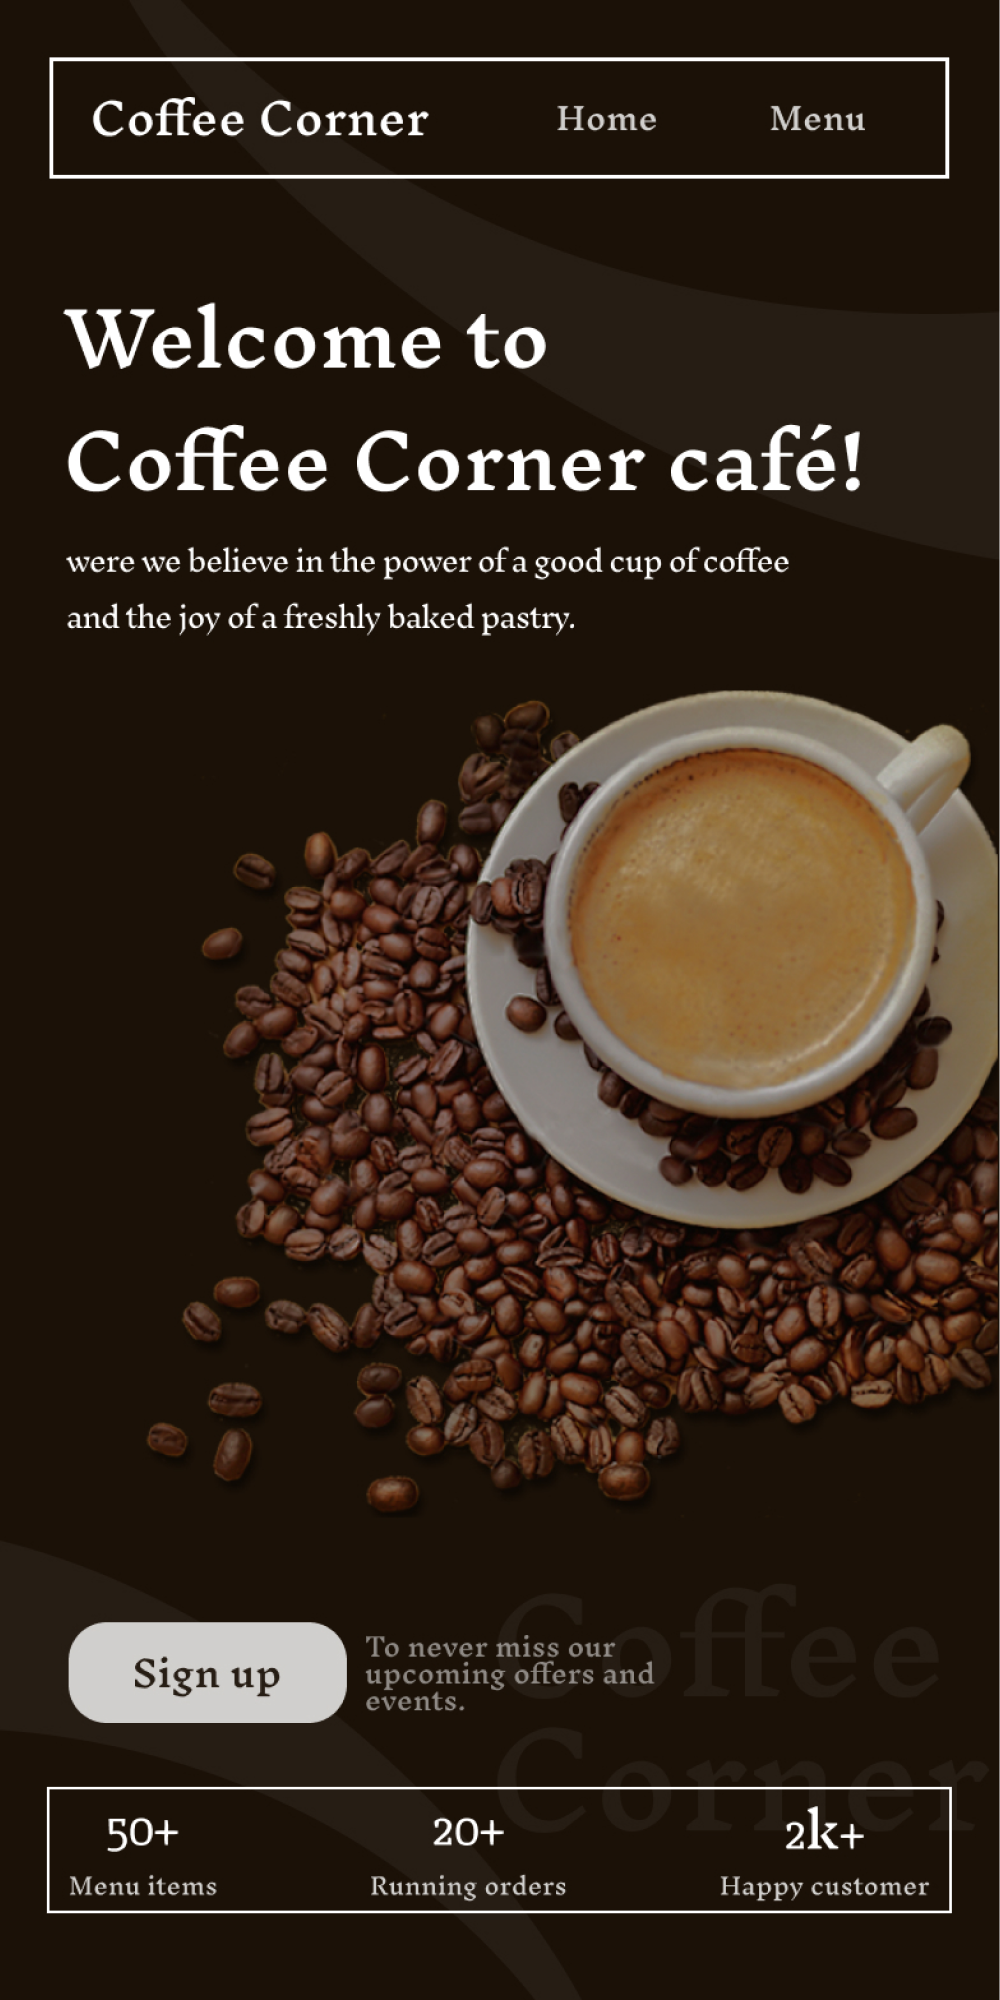 Coffee Corner Home Menu
Welcome to
Coffee Corner café!
were we believe in the power of a good cup of coffee
and the joy of a freshly baked pastry.
Coffee
Corner
Sign up
To never miss our
upcoming offers and
events.
50+ 20+ 2k+
Menu items Running orders Happy customer